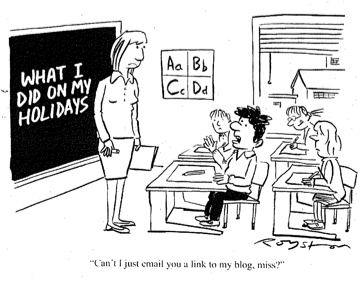 WHAT I
DID ON MY
HOLIDAYS
Aa Bb
Cc Dd
ROYSTON
“Can’t I just email you a link to my blog, miss?”